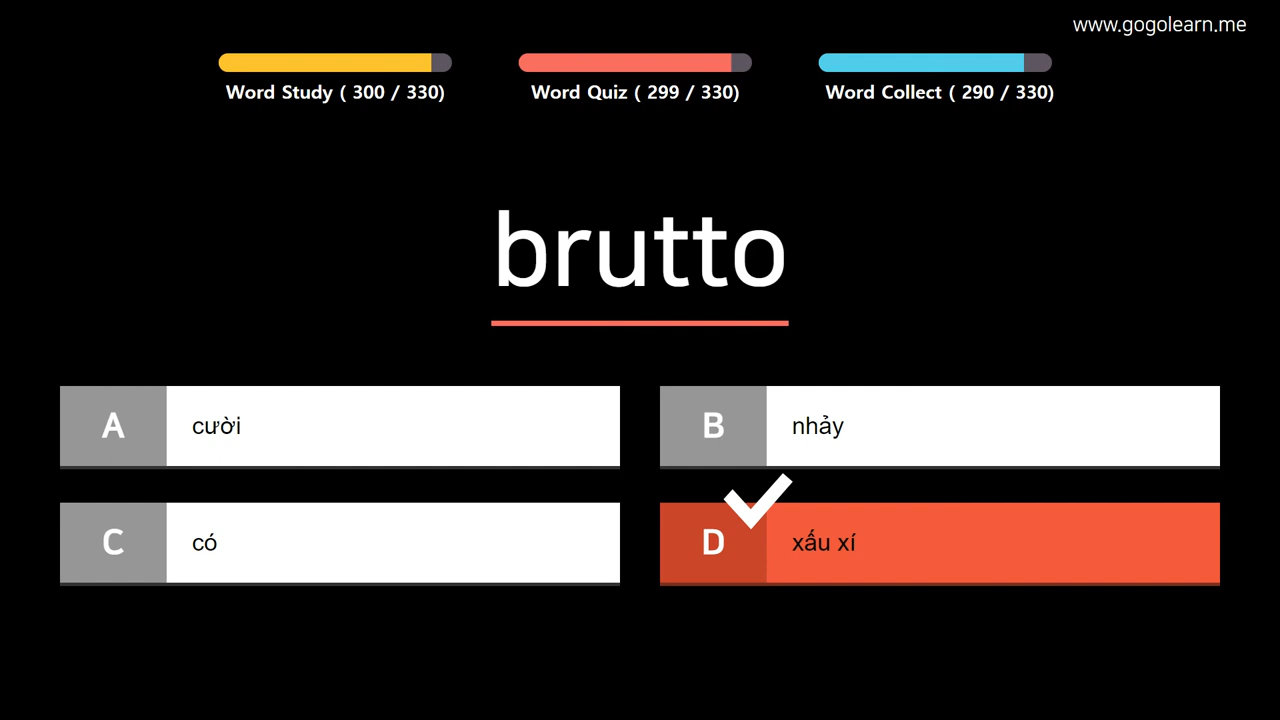 www.gogolearn.me
Word Study ( 300 / 330)
Word Quiz ( 299 / 330)
Word Collect ( 290 / 330)
brutto
A cười
B nhảy
C có
D xấu xí